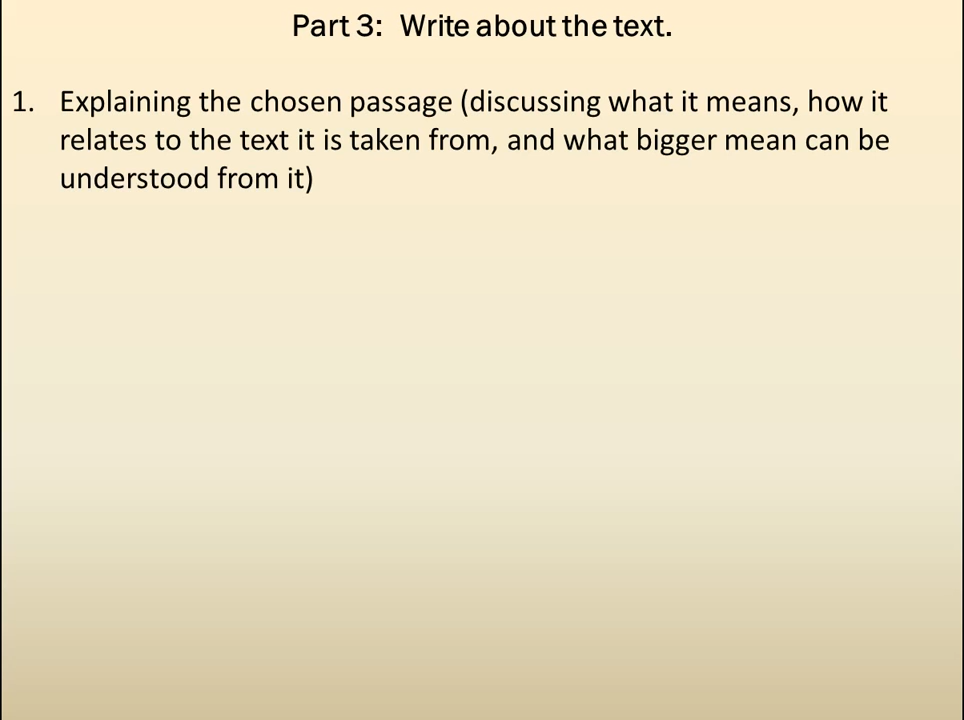 Part 3: Write about the text.
1. Explaining the chosen passage (discussing what it means, how it
relates to the text it is taken from, and what bigger mean can be
understood from it)